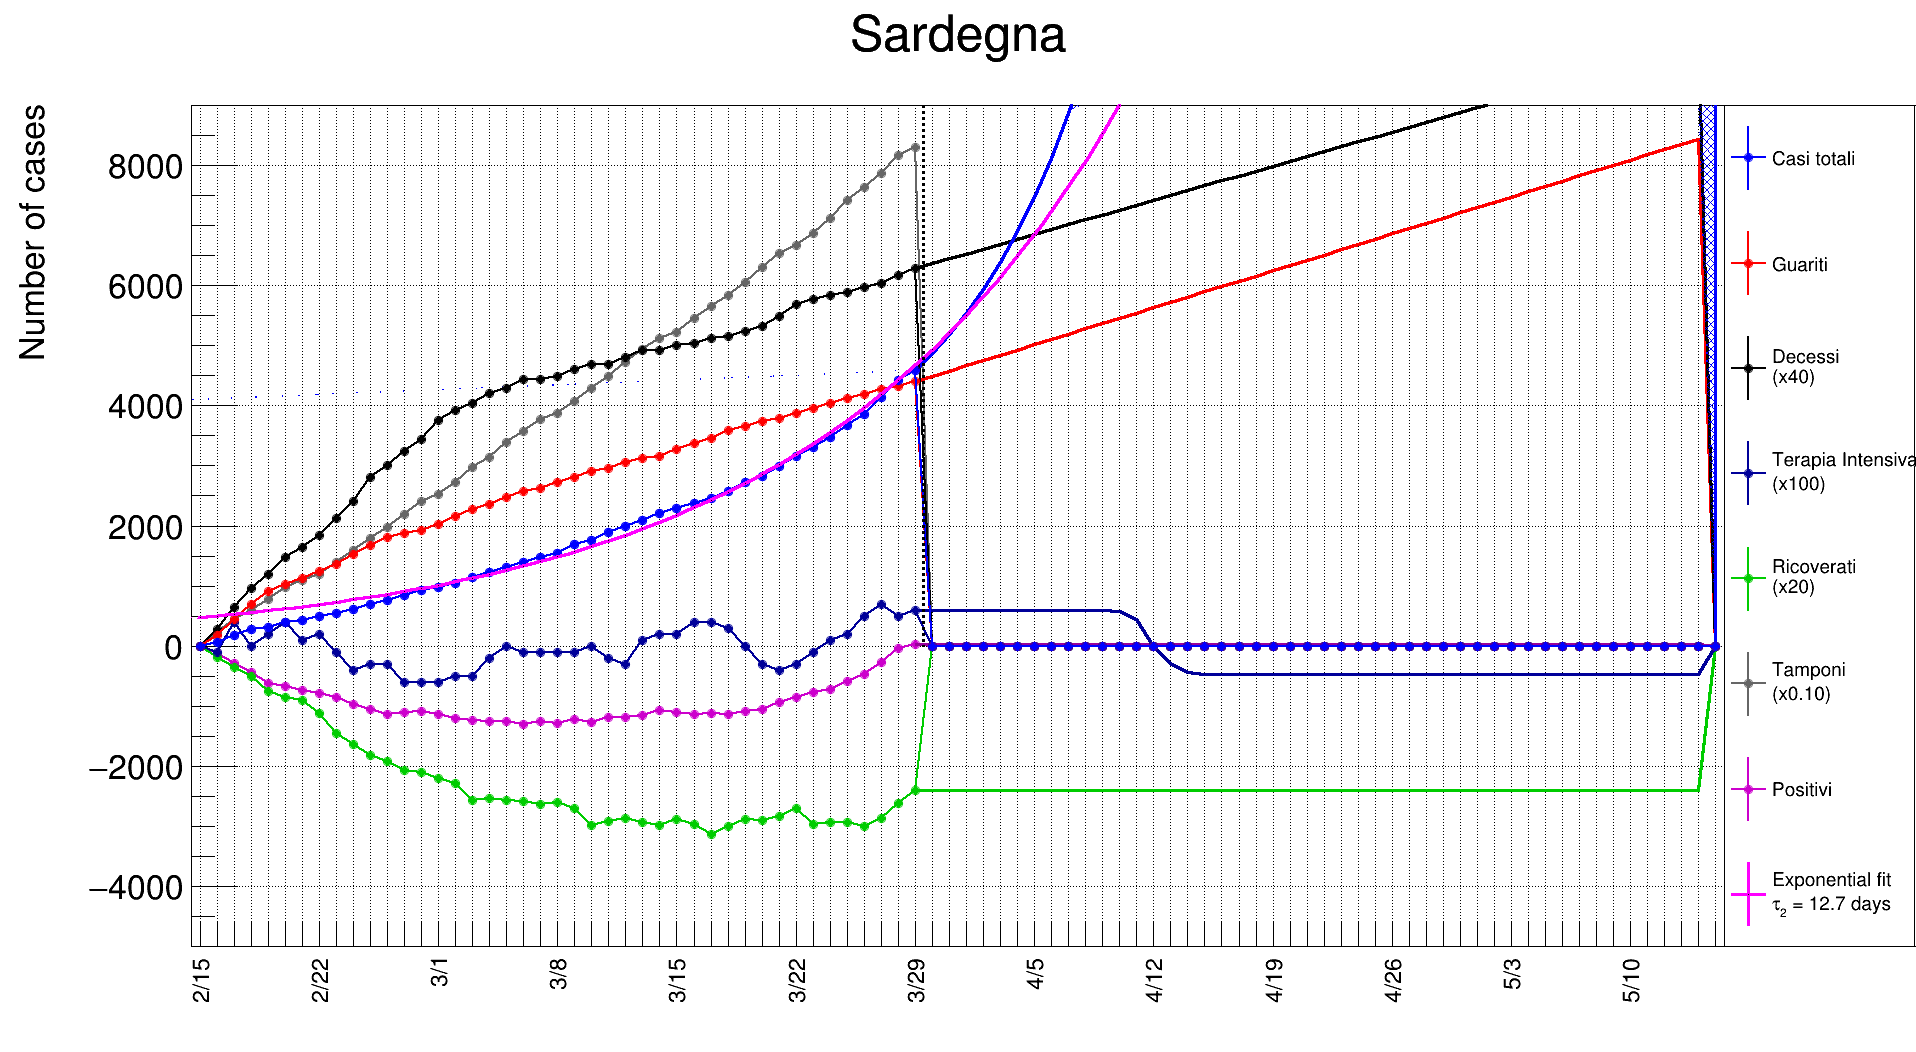 Sardegna
Number of cases
8000
6000
4000
2000
0
−2000
−4000
2/15
2/22
3/1
3/8
3/15
3/22
3/29
4/5
4/12
4/19
4/26
5/3
5/10
Casi totali
Guariti
Decessi
(x40)
Terapia Intensiva
(x100)
Ricoverati
(x20)
Tamponi
(x0.10)
Positivi
Exponential fit
τ2 = 12.7 days